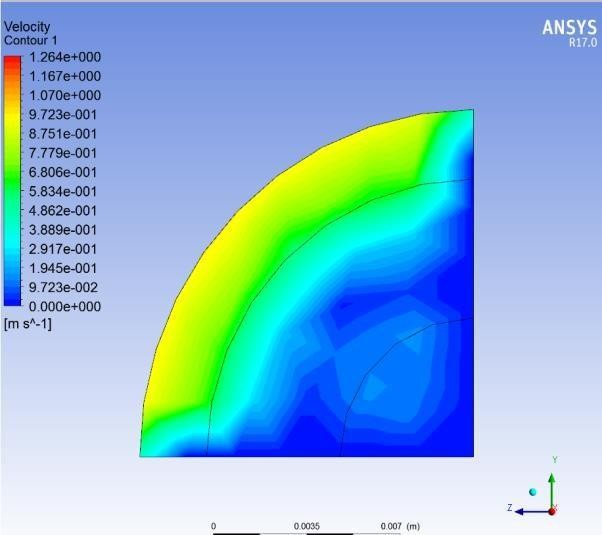 Velocity
Contour 1
1.264e+000
1.167e+000
1.070e+000
9.723e-001
8.751e-001
7.779e-001
6.806e-001
5.834e-001
4.862e-001
3.889e-001
2.917e-001
1.945e-001
9.723e-002
0.000e+000
[m s^-1]
ANSYS
R17.0
Y
Z
X
0 0.0035 0.007 (m)